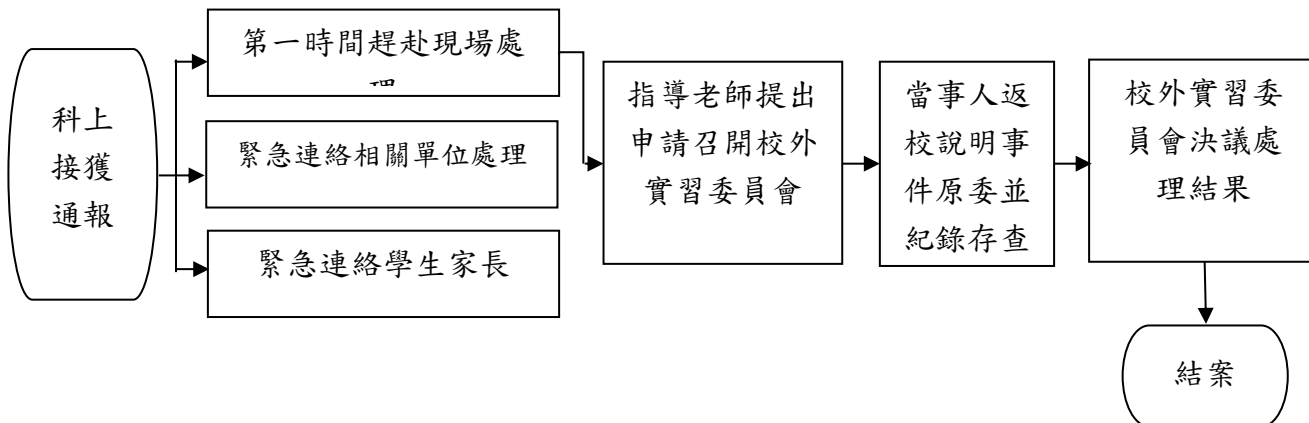 科上
接獲
通報
第一時間趕赴現場處
理
緊急連絡相關單位處理
緊急連絡學生家長
指導老師提出
申請召開校外
實習委員會
當事人返
校說明事
件原委並
紀錄存查
校外實習委
員會決議處
理結果
結案